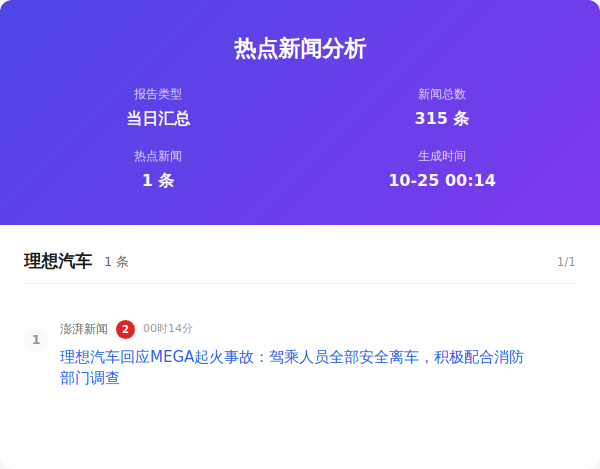 热点新闻分析
报告类型
新闻总数
当日汇总
315 条
热点新闻
生成时间
1 条
10-25 00:14
理想汽车 1 条 1/1
1 澎湃新闻 2 00时14分
理想汽车回应MEGA起火事故：驾乘人员全部安全离车，积极配合消防
部门调查